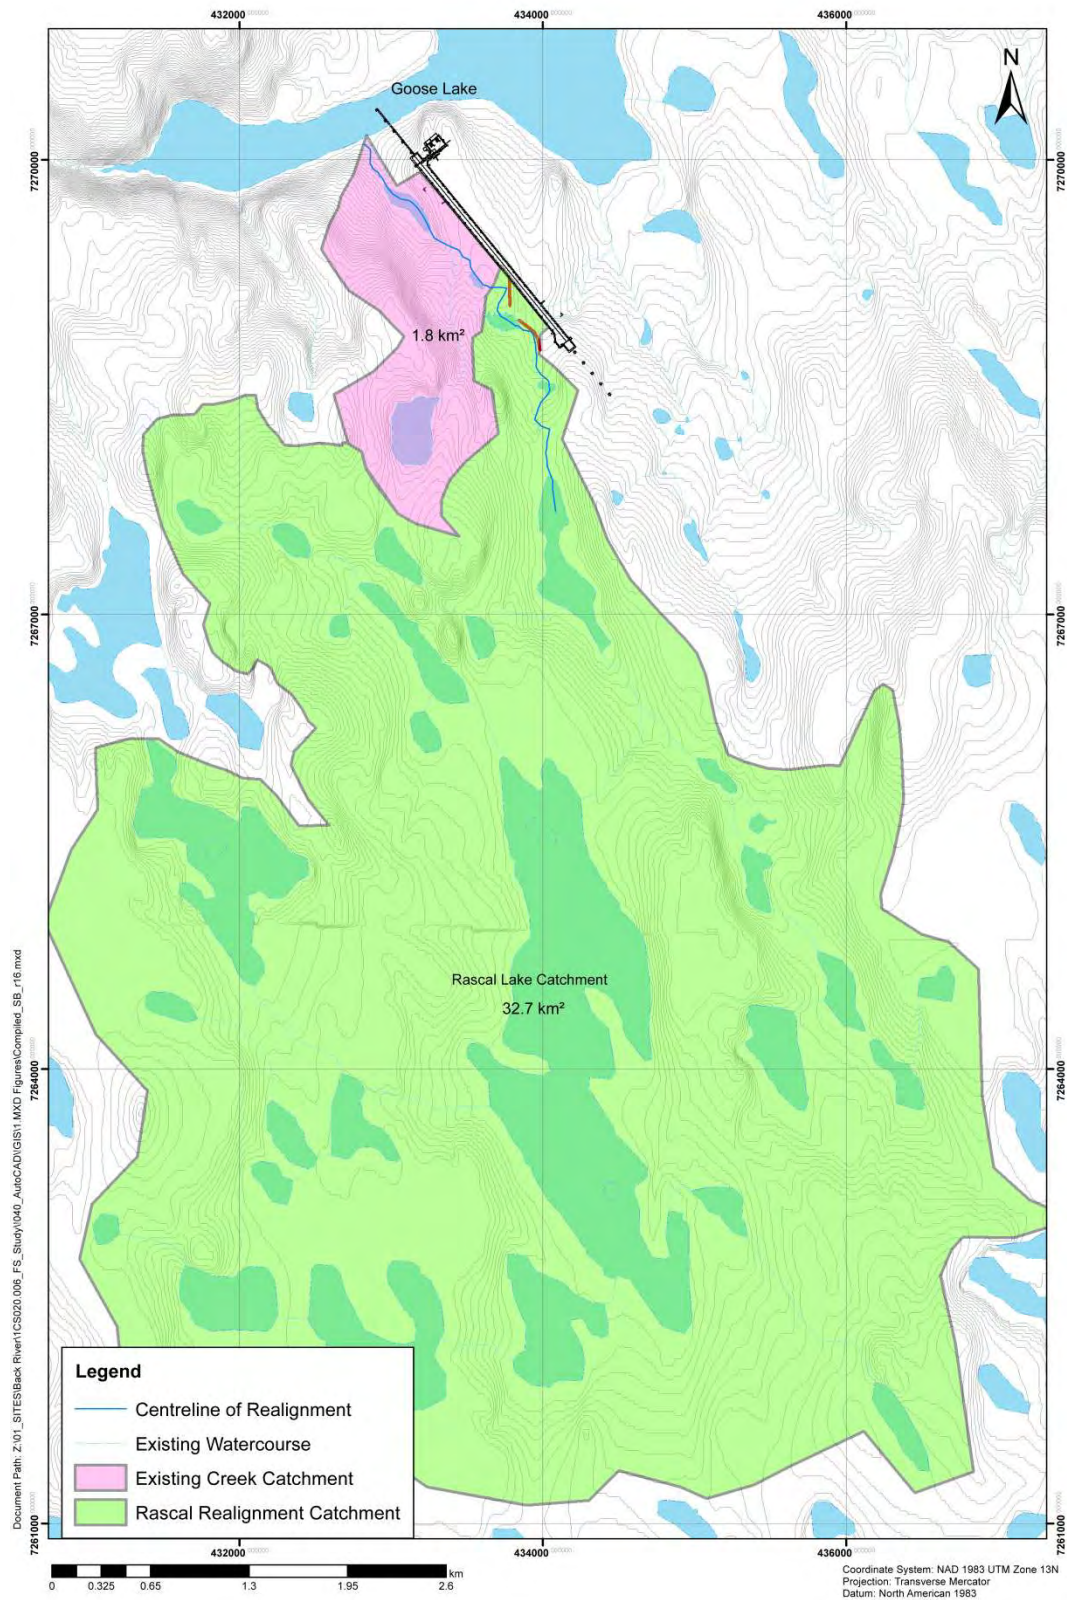 432000
434000
436000
N
Goose Lake
7270000
7270000
1.8 km²
7267000
7267000
Rascal Lake Catchment
32.7 km²
7264000
7264000
Legend
Centreline of Realignment
Existing Watercourse
Existing Creek Catchment
Rascal Realignment Catchment
7261000
7261000
432000
434000
436000
0 0.325 0.65 1.3 1.95 2.6 km
Coordinate System: NAD 1983 UTM Zone 13N
Projection: Transverse Mercator
Datum: North American 1983
Document Path: Z:\01_SITES\Back River\1CS020.006_FS_Study\!040_AutoCAD\!GIS\1.MXD Figures\Compiled_SB_r16.mxd